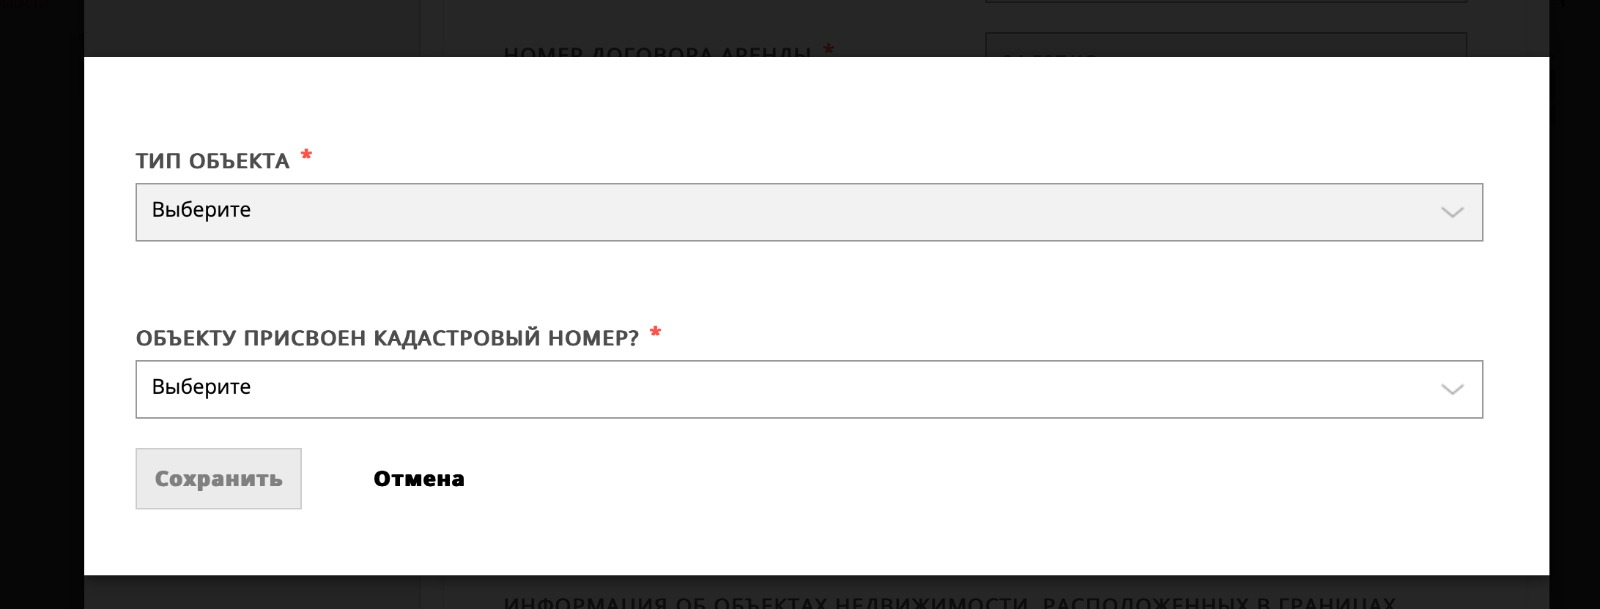 НОМЕР ДОГОВОРА АРЕНДЫ *
ТИП ОБЪЕКТА *
Выберите
ОБЪЕКТУ ПРИСВОЕН КАДАСТРОВЫЙ НОМЕР? *
Выберите
Сохранить
Отмена
ИНФОРМАЦИЯ ОБ ОБЪЕКТАХ НЕДВИЖИМОСТИ, РАСПОЛОЖЕННЫХ В ГРАНИЦАХ